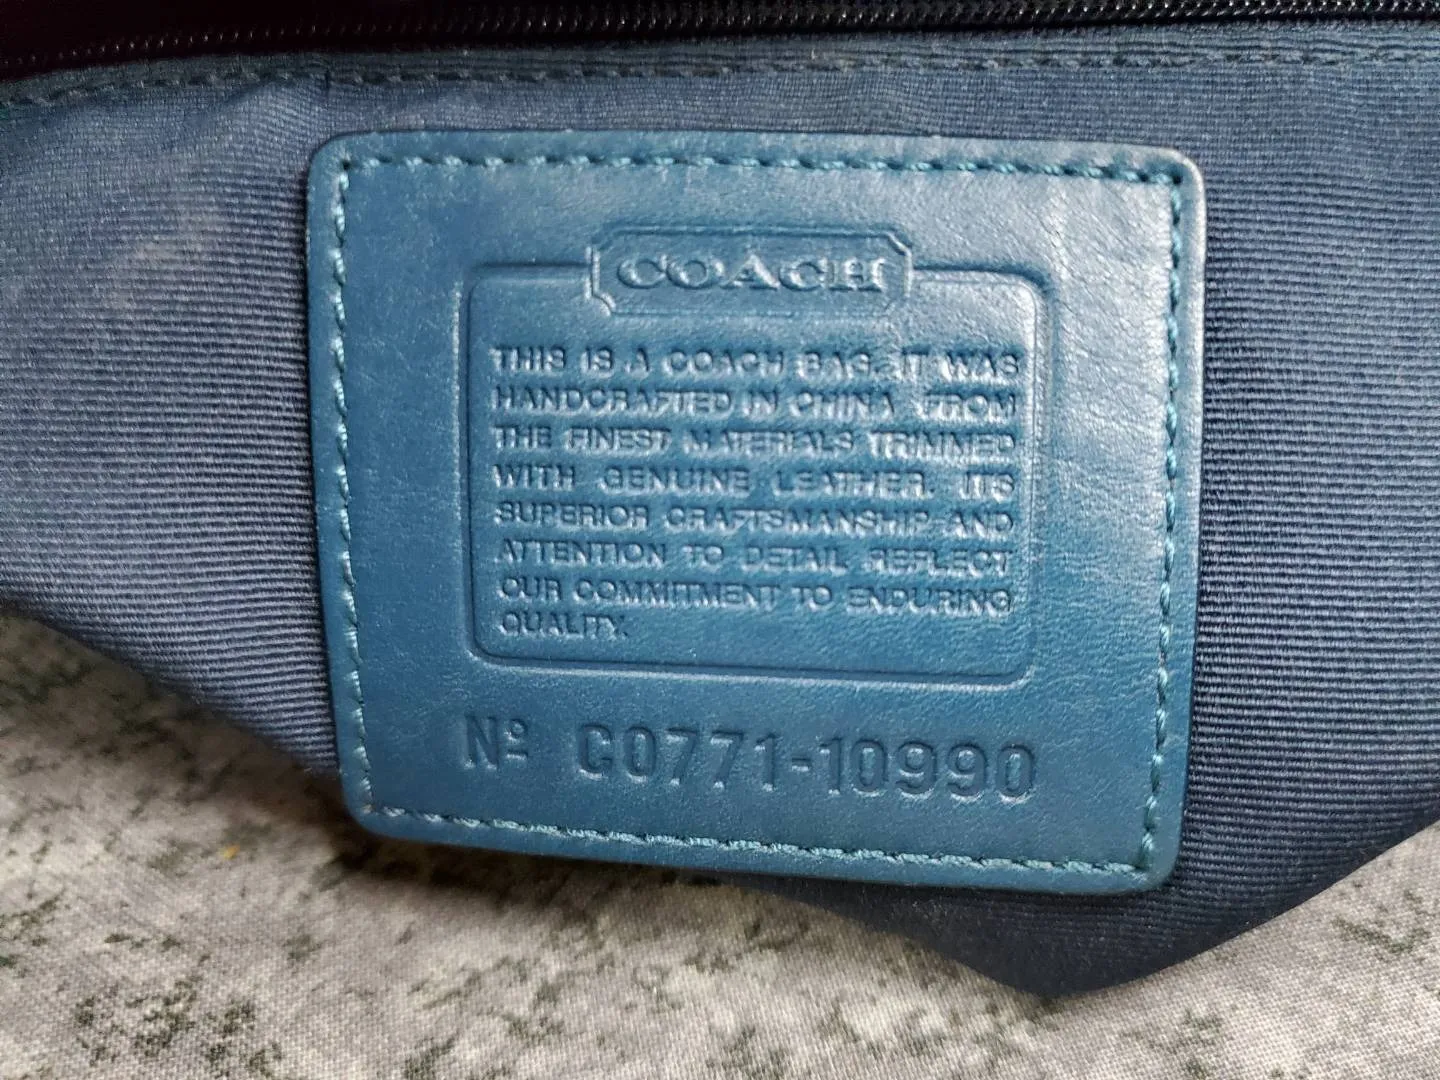 COACH
THIS IS A COACH BAG. IT WAS
HANDCRAFTED IN CHINA FROM
THE FINEST MATERIALS TRIMMED
WITH GENUINE LEATHER. ITS
SUPERIOR CRAFTSMANSHIP AND
ATTENTION TO DETAIL REFLECT
OUR COMMITMENT TO ENDURING
QUALITY.
Nº C0771-10990